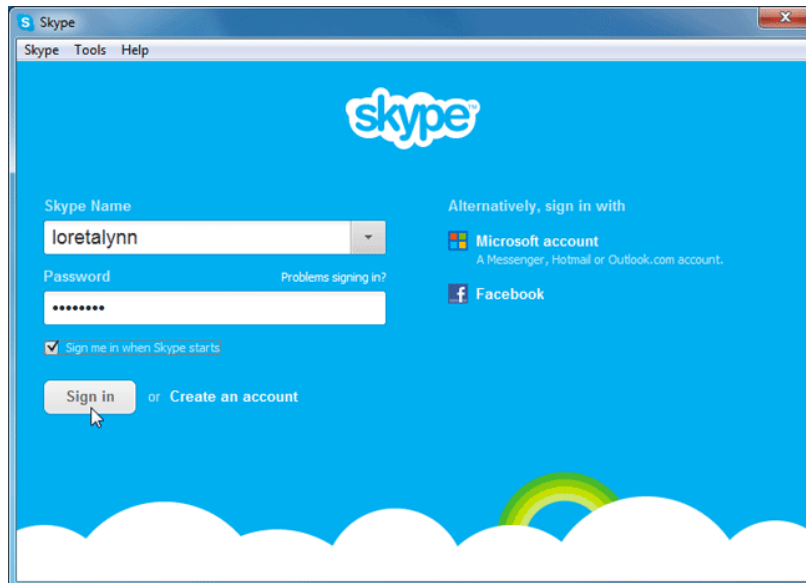 Skype
Skype Tools Help
skype™
Skype Name
loretalynn
Password
Problems signing in?
••••••••
Sign me in when Skype starts
Sign in or Create an account
Alternatively, sign in with
Microsoft account
A Messenger, Hotmail or Outlook.com account.
Facebook